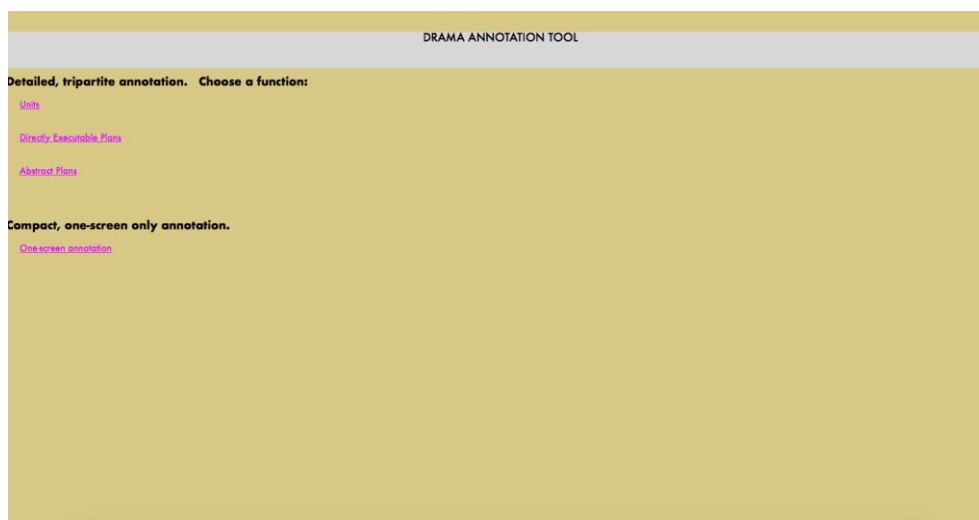 DRAMA ANNOTATION TOOL
Detailed, tripartite annotation. Choose a function:
Units
Directly Executable Plans
Abstract Plans
Compact, one-screen only annotation.
One-screen annotation